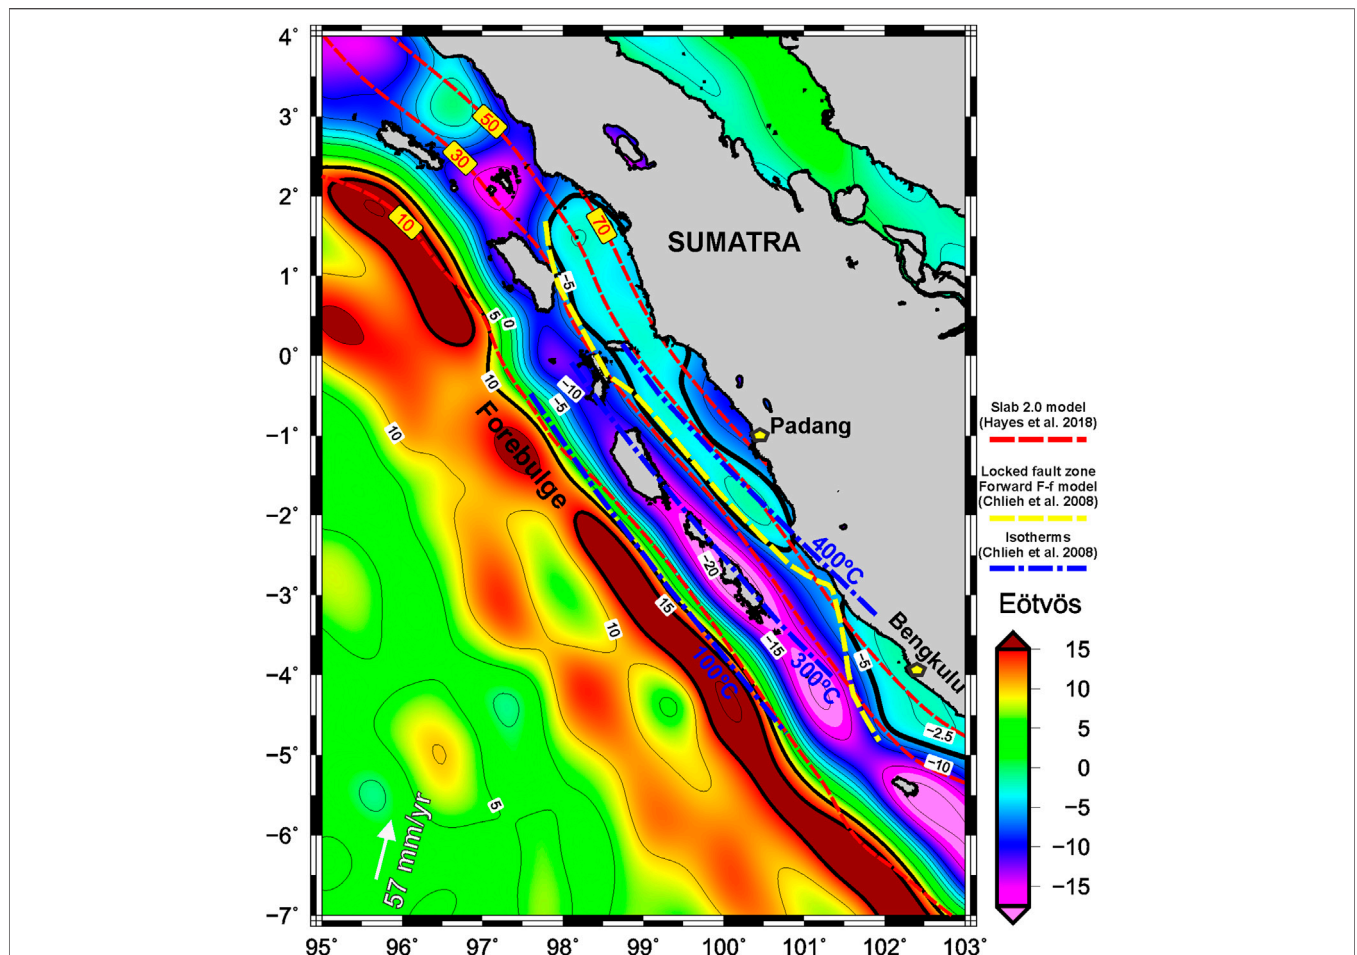 4°
3°
2°
1°
0°
−1°
−2°
−3°
−4°
−5°
−6°
−7°
95°
96°
97°
98°
99°
100°
101°
102°
103°
50
30
10
70
SUMATRA
−5
5
0
10
−10
−5
10
Forebulge
Padang
400ºC
−20
15
10
−15
300ºC
100ºC
−5
Bengkulu
−2.5
−10
5
57 mm/yr
Slab 2.0 model
(Hayes et al. 2018)
Locked fault zone
Forward F-f model
(Chlieh et al. 2008)
Isotherms
(Chlieh et al. 2008)
Eötvös
15
10
5
0
−5
−10
−15